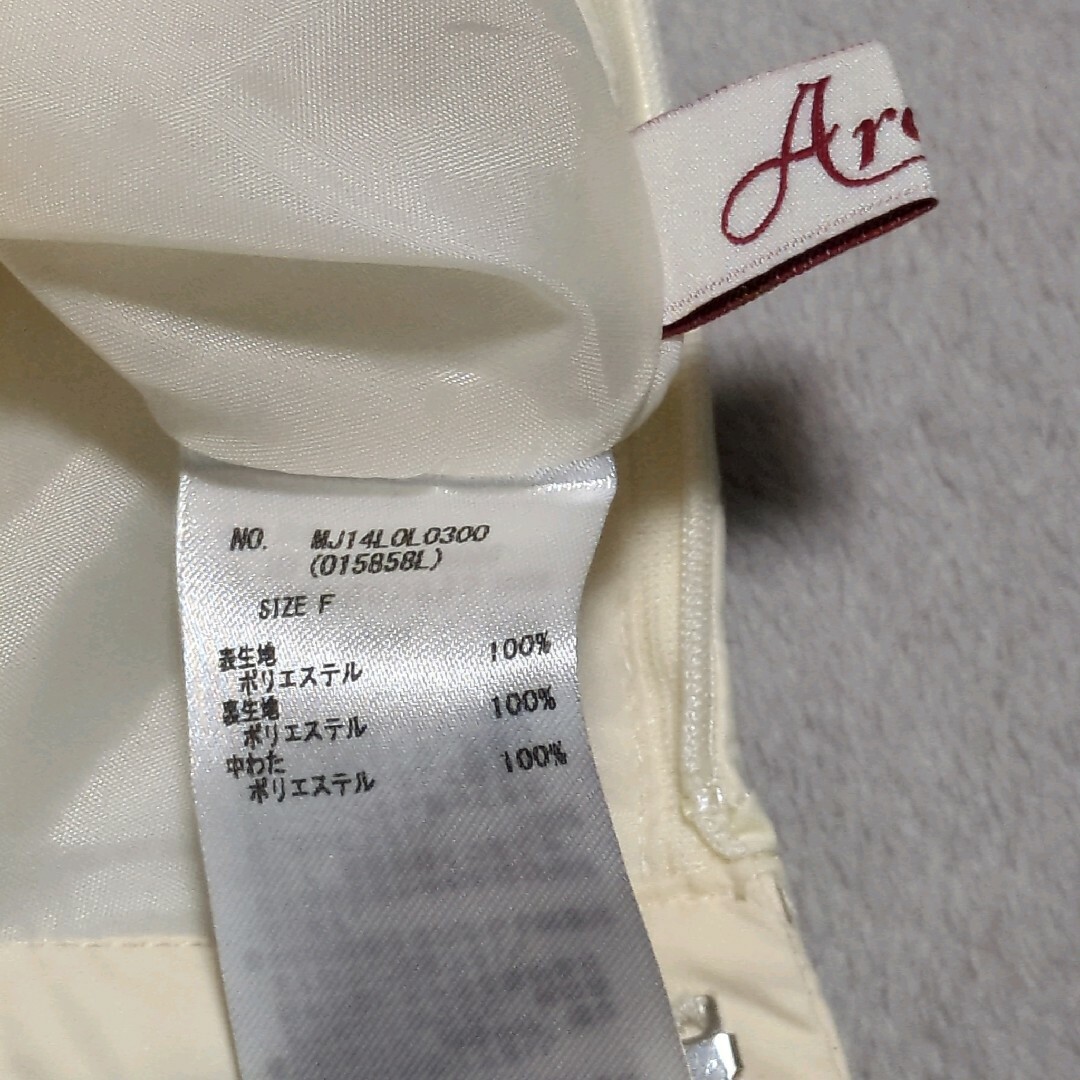 Ar
NO. MJ14L0L0300
(015858L)
SIZE F
表生地 100%
ポリエステル
裏生地 100%
ポリエステル
中わた 100%
ポリエステル